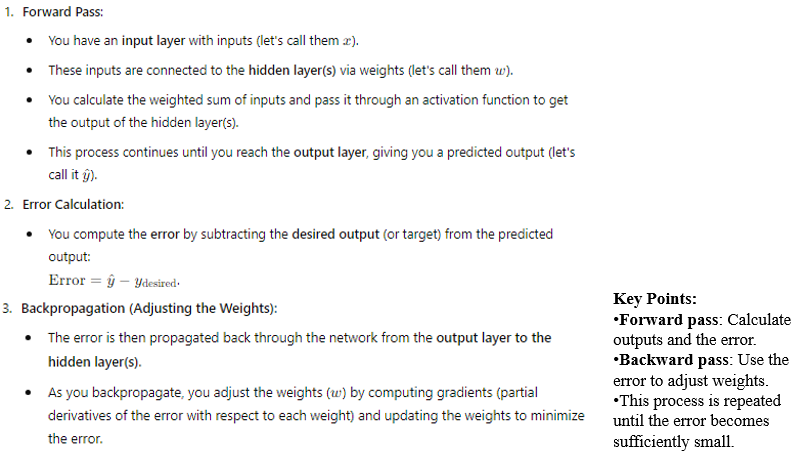 1. Forward Pass:
• You have an input layer with inputs (let's call them x).
• These inputs are connected to the hidden layer(s) via weights (let's call them w).
• You calculate the weighted sum of inputs and pass it through an activation function to get
the output of the hidden layer(s).
• This process continues until you reach the output layer, giving you a predicted output (let's
call it ŷ).
2. Error Calculation:
• You compute the error by subtracting the desired output (or target) from the predicted
output:
Error = ŷ − y_desired.
3. Backpropagation (Adjusting the Weights):
• The error is then propagated back through the network from the output layer to the
hidden layer(s).
• As you backpropagate, you adjust the weights (w) by computing gradients (partial
derivatives of the error with respect to each weight) and updating the weights to minimize
the error.
Key Points:
•Forward pass: Calculate
outputs and the error.
•Backward pass: Use the
error to adjust weights.
•This process is repeated
until the error becomes
sufficiently small.